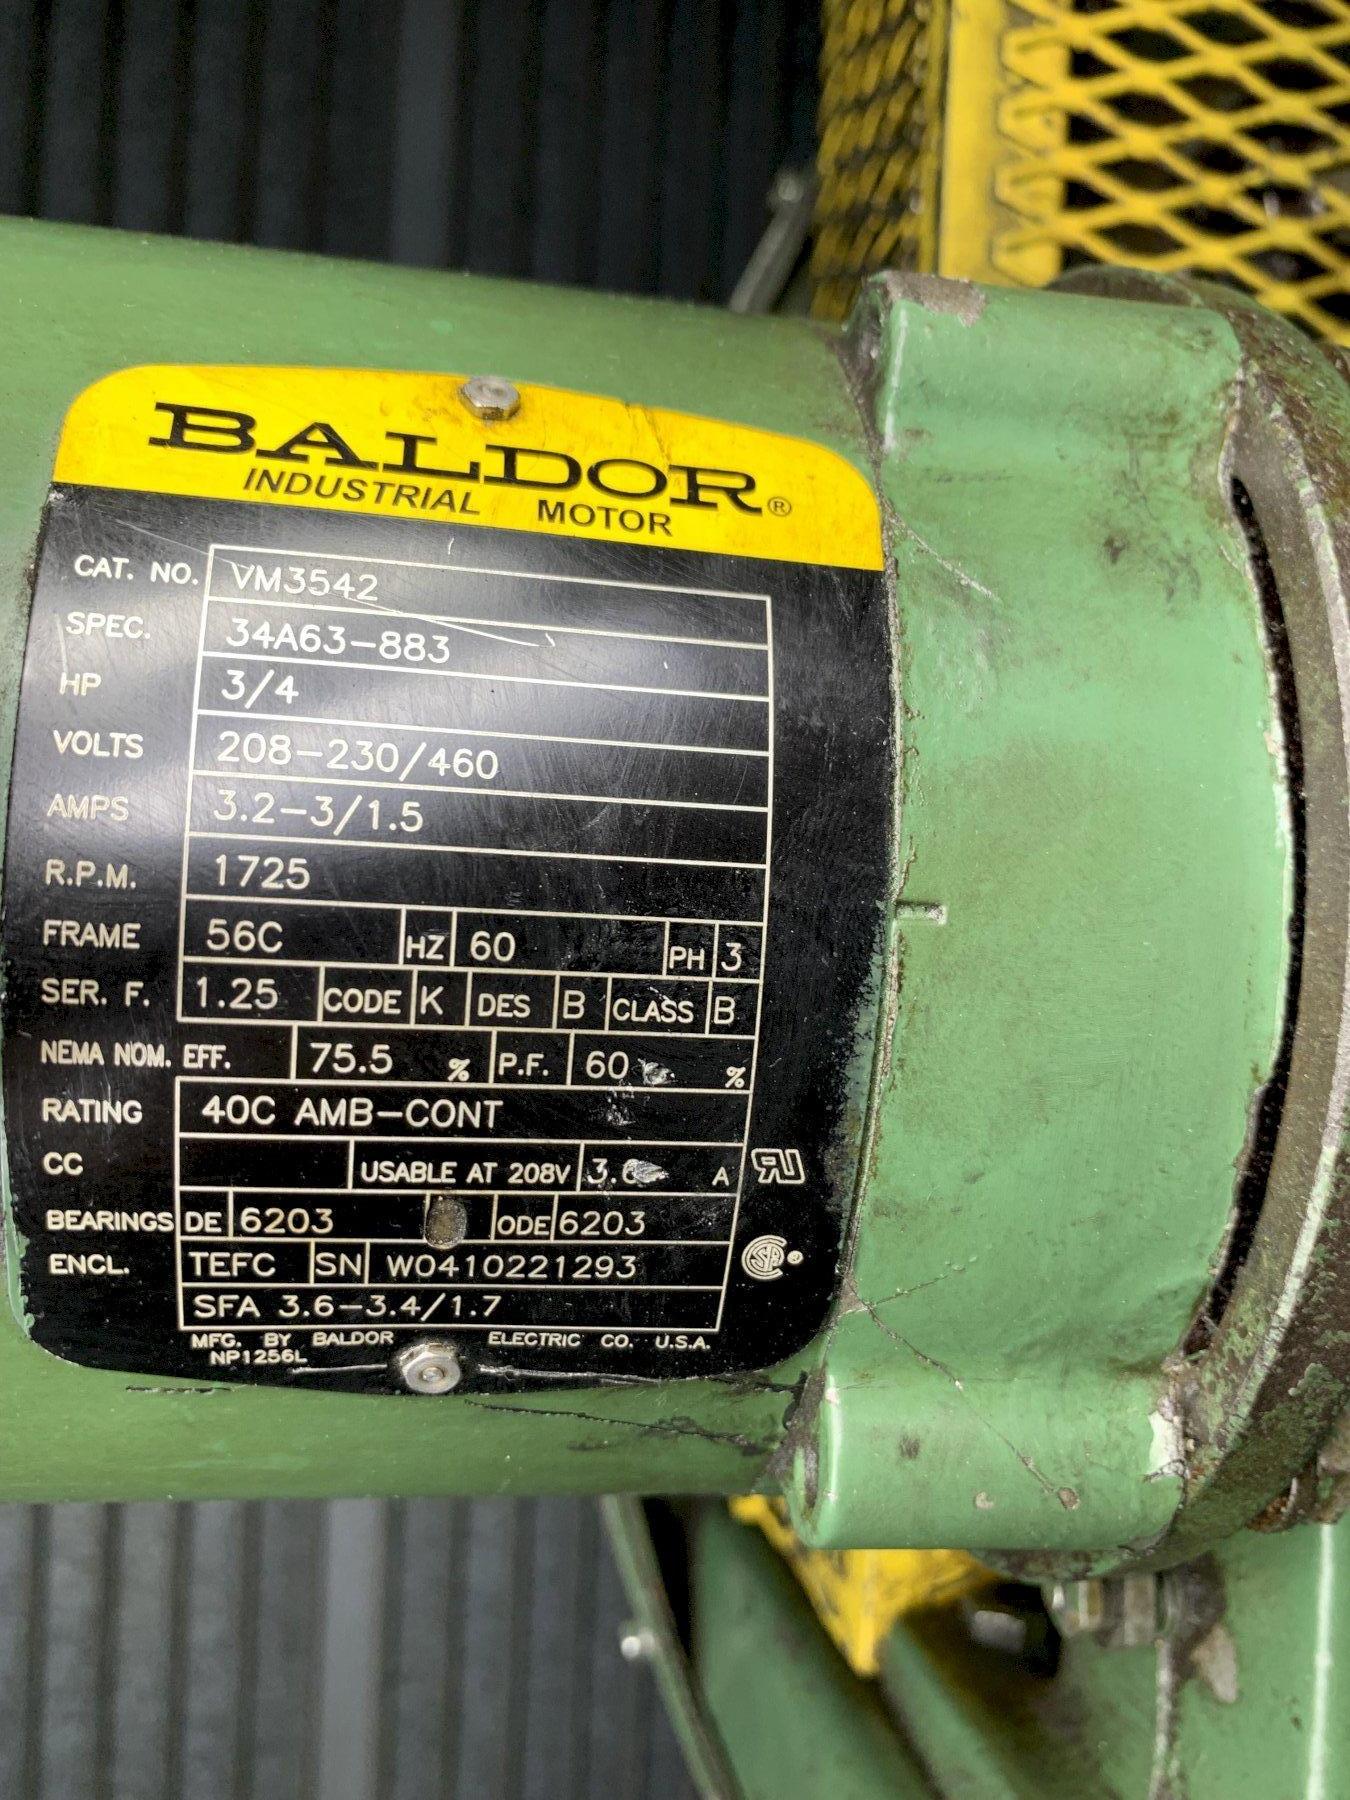 BALDOR®
INDUSTRIAL MOTOR
CAT. NO. VM3542
SPEC. 34A63-883
HP 3/4
VOLTS 208-230/460
AMPS 3.2-3/1.5
R.P.M. 1725
FRAME 56C HZ 60 PH 3
SER. F. 1.25 CODE K DES B CLASS B
NEMA NOM. EFF. 75.5 % P.F. 60 %
RATING 40C AMB-CONT
CC USABLE AT 208V A
BEARINGS DE 6203 ODE 6203
ENCL. TEFC SN W0410221293
SFA 3.6-3.4/1.7
MFG. BY BALDOR ELECTRIC CO. U.S.A.
NP1256L